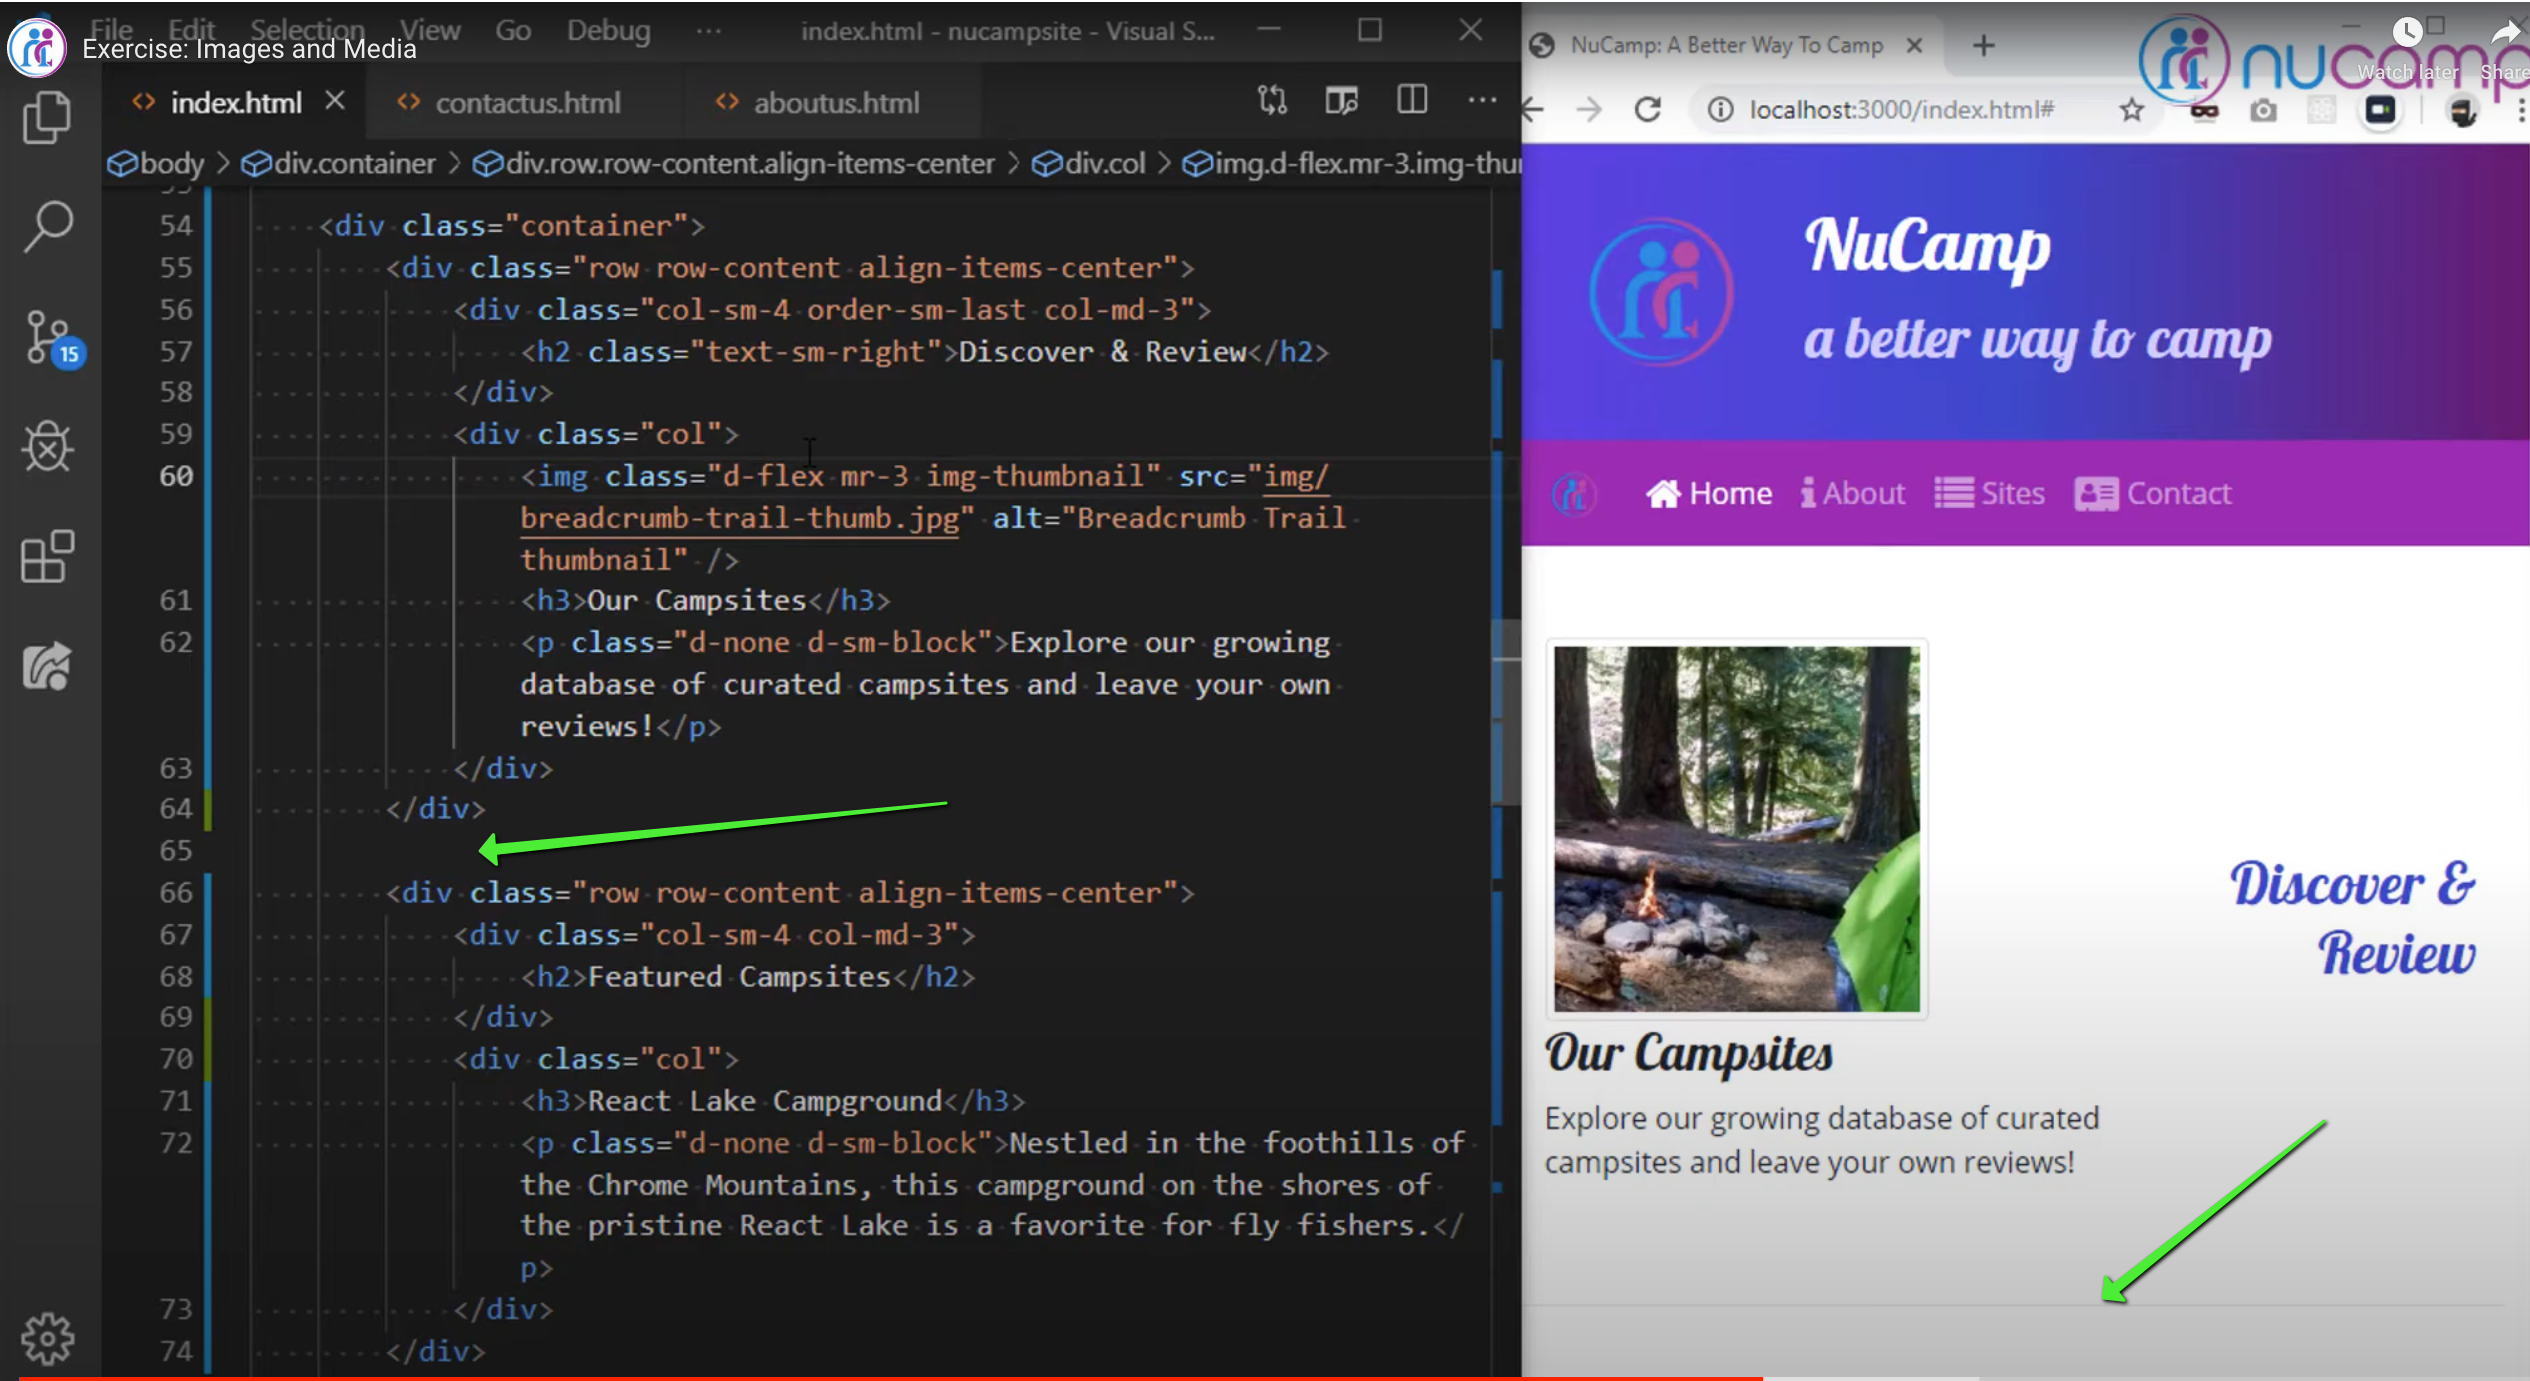 File Edit Selection View Go Debug ··· index.html - nucampsite - Visual S...
Exercise: Images and Media
index.html contactus.html aboutus.html
body > div.container > div.row.row-content.align-items-center > div.col > img.d-flex.mr-3.img-thu
15
54 <div class="container">
55 <div class="row row-content align-items-center">
56 <div class="col-sm-4 order-sm-last col-md-3">
57 <h2 class="text-sm-right">Discover & Review</h2>
58 </div>
59 <div class="col">
60 <img class="d-flex mr-3 img-thumbnail" src="img/
breadcrumb-trail-thumb.jpg" alt="Breadcrumb Trail
thumbnail" />
61 <h3>Our Campsites</h3>
62 <p class="d-none d-sm-block">Explore our growing
database of curated campsites and leave your own
reviews!</p>
63 </div>
64 </div>
65
66 <div class="row row-content align-items-center">
67 <div class="col-sm-4 col-md-3">
68 <h2>Featured Campsites</h2>
69 </div>
70 <div class="col">
71 <h3>React Lake Campground</h3>
72 <p class="d-none d-sm-block">Nestled in the foothills of
the Chrome Mountains, this campground on the shores of
the pristine React Lake is a favorite for fly fishers.</
p>
73 </div>
74 </div>
NuCamp: A Better Way To Camp
nucamp
Watch later Share
localhost:3000/index.html#
NuCamp
a better way to camp
Home About Sites Contact
Discover &
Review
Our Campsites
Explore our growing database of curated
campsites and leave your own reviews!